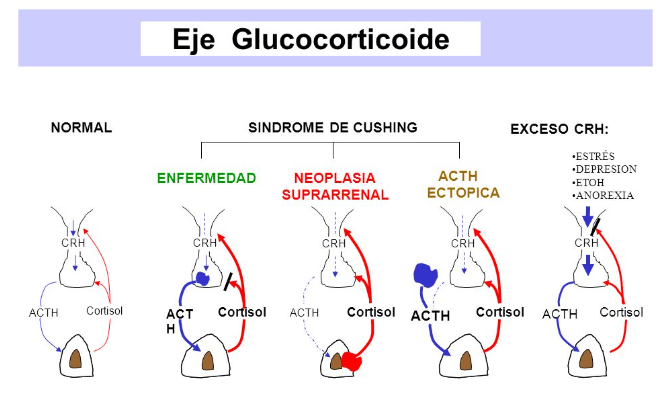 Eje Glucocorticoide
NORMAL
SINDROME DE CUSHING
EXCESO CRH:
ENFERMEDAD
NEOPLASIA
SUPRARRENAL
ACTH
ECTOPICA
•ESTRÉS
•DEPRESION
•ETOH
•ANOREXIA
CRH
CRH
CRH
CRH
CRH
ACTH
Cortisol
ACT
H
Cortisol
ACTH
Cortisol
ACTH
Cortisol
ACTH
Cortisol